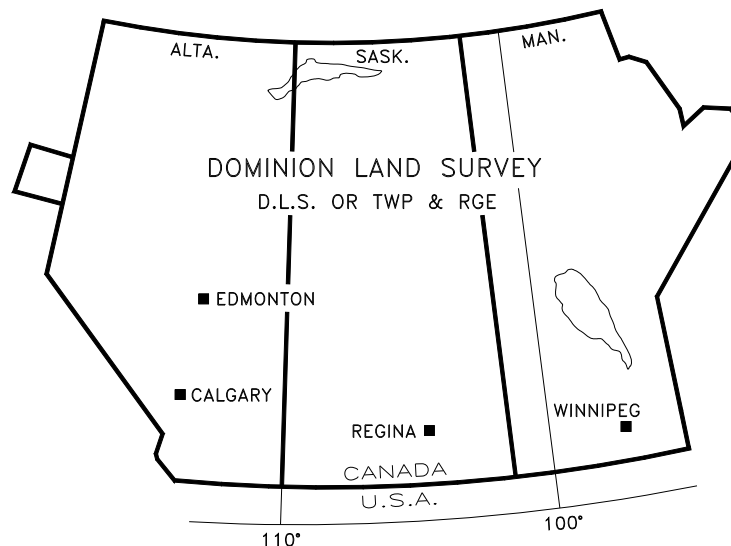 ALTA.
SASK.
MAN.
DOMINION LAND SURVEY
D.L.S. OR TWP & RGE
EDMONTON
CALGARY
WINNIPEG
REGINA
CANADA
U.S.A.
110°
100°